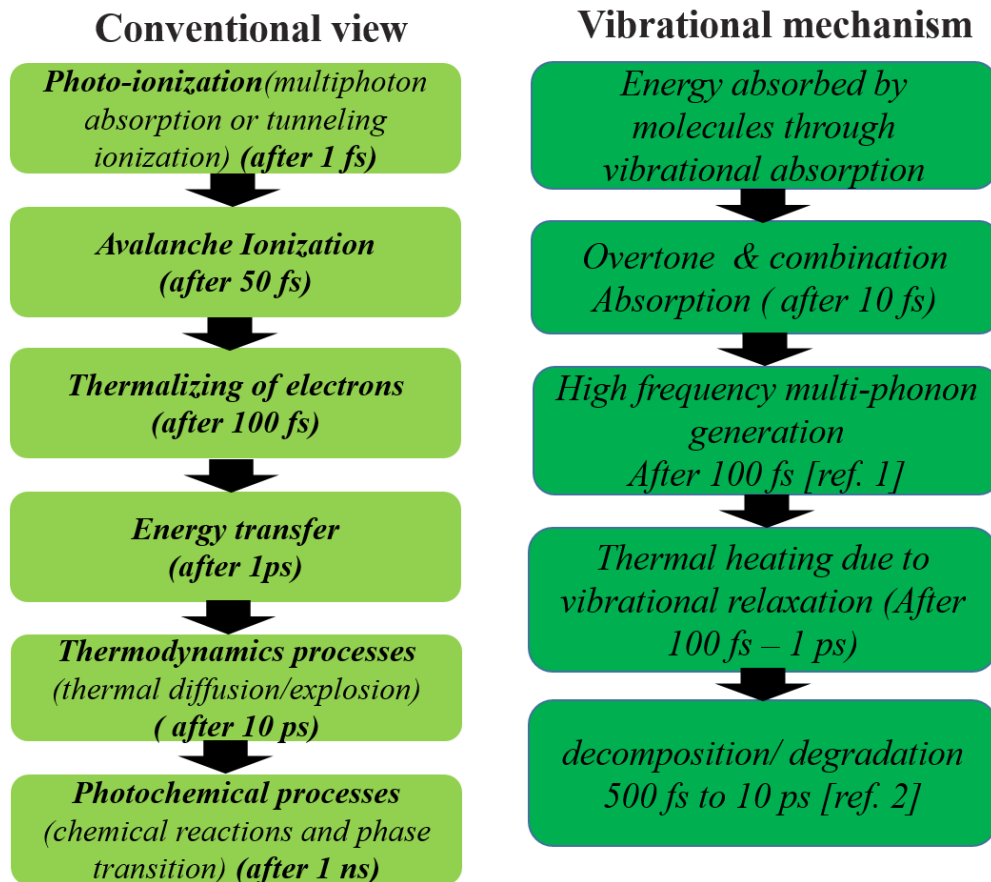 Conventional view
Photo-ionization(multiphoton
absorption or tunneling
ionization) (after 1 fs)
Avalanche Ionization
(after 50 fs)
Thermalizing of electrons
(after 100 fs)
Energy transfer
(after 1ps)
Thermodynamics processes
(thermal diffusion/explosion)
( after 10 ps)
Photochemical processes
(chemical reactions and phase
transition) (after 1 ns)
Vibrational mechanism
Energy absorbed by
molecules through
vibrational absorption
Overtone & combination
Absorption ( after 10 fs)
High frequency multi-phonon
generation
After 100 fs [ref. 1]
Thermal heating due to
vibrational relaxation (After
100 fs – 1 ps)
decomposition/ degradation
500 fs to 10 ps [ref. 2]